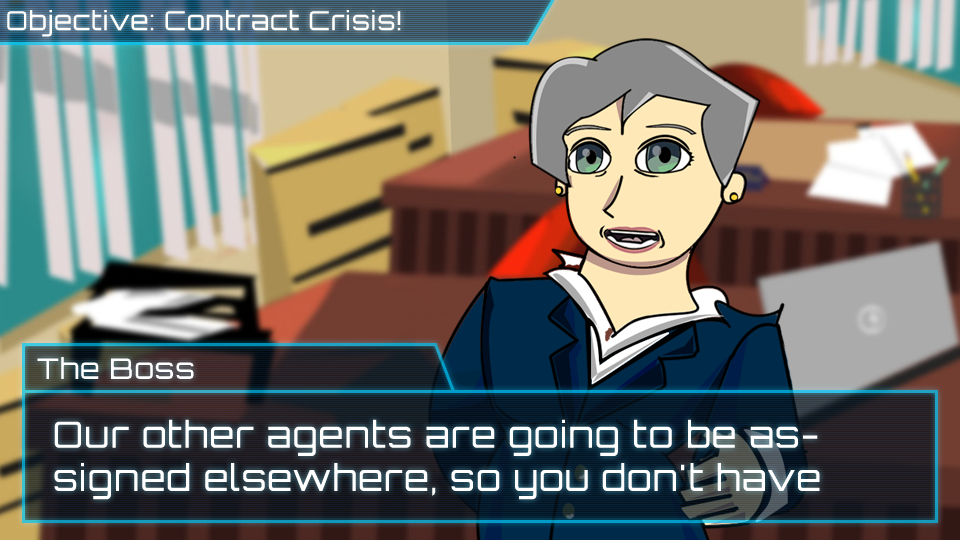 Objective: Contract Crisis!
The Boss
Our other agents are going to be as-
signed elsewhere, so you don't have